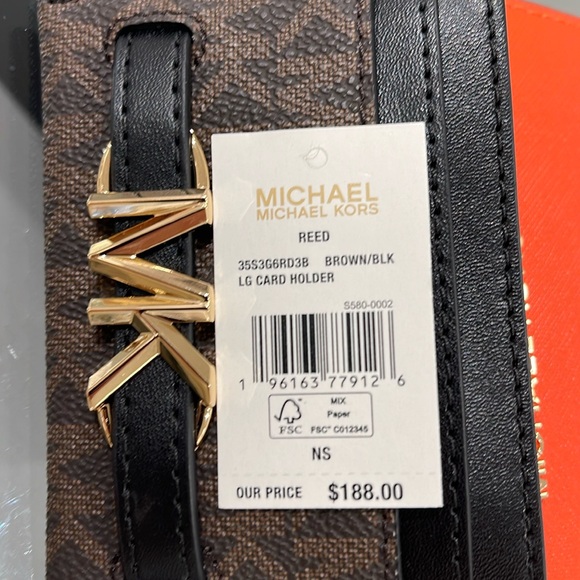 MICHAEL
MICHAEL KORS
REED
35S3G6RD3B BROWN/BLK
LG CARD HOLDER
S580-0002
1 96163 77912 6
FSC
MIX
Paper
FSC® C012345
NS
OUR PRICE $188.00
MK